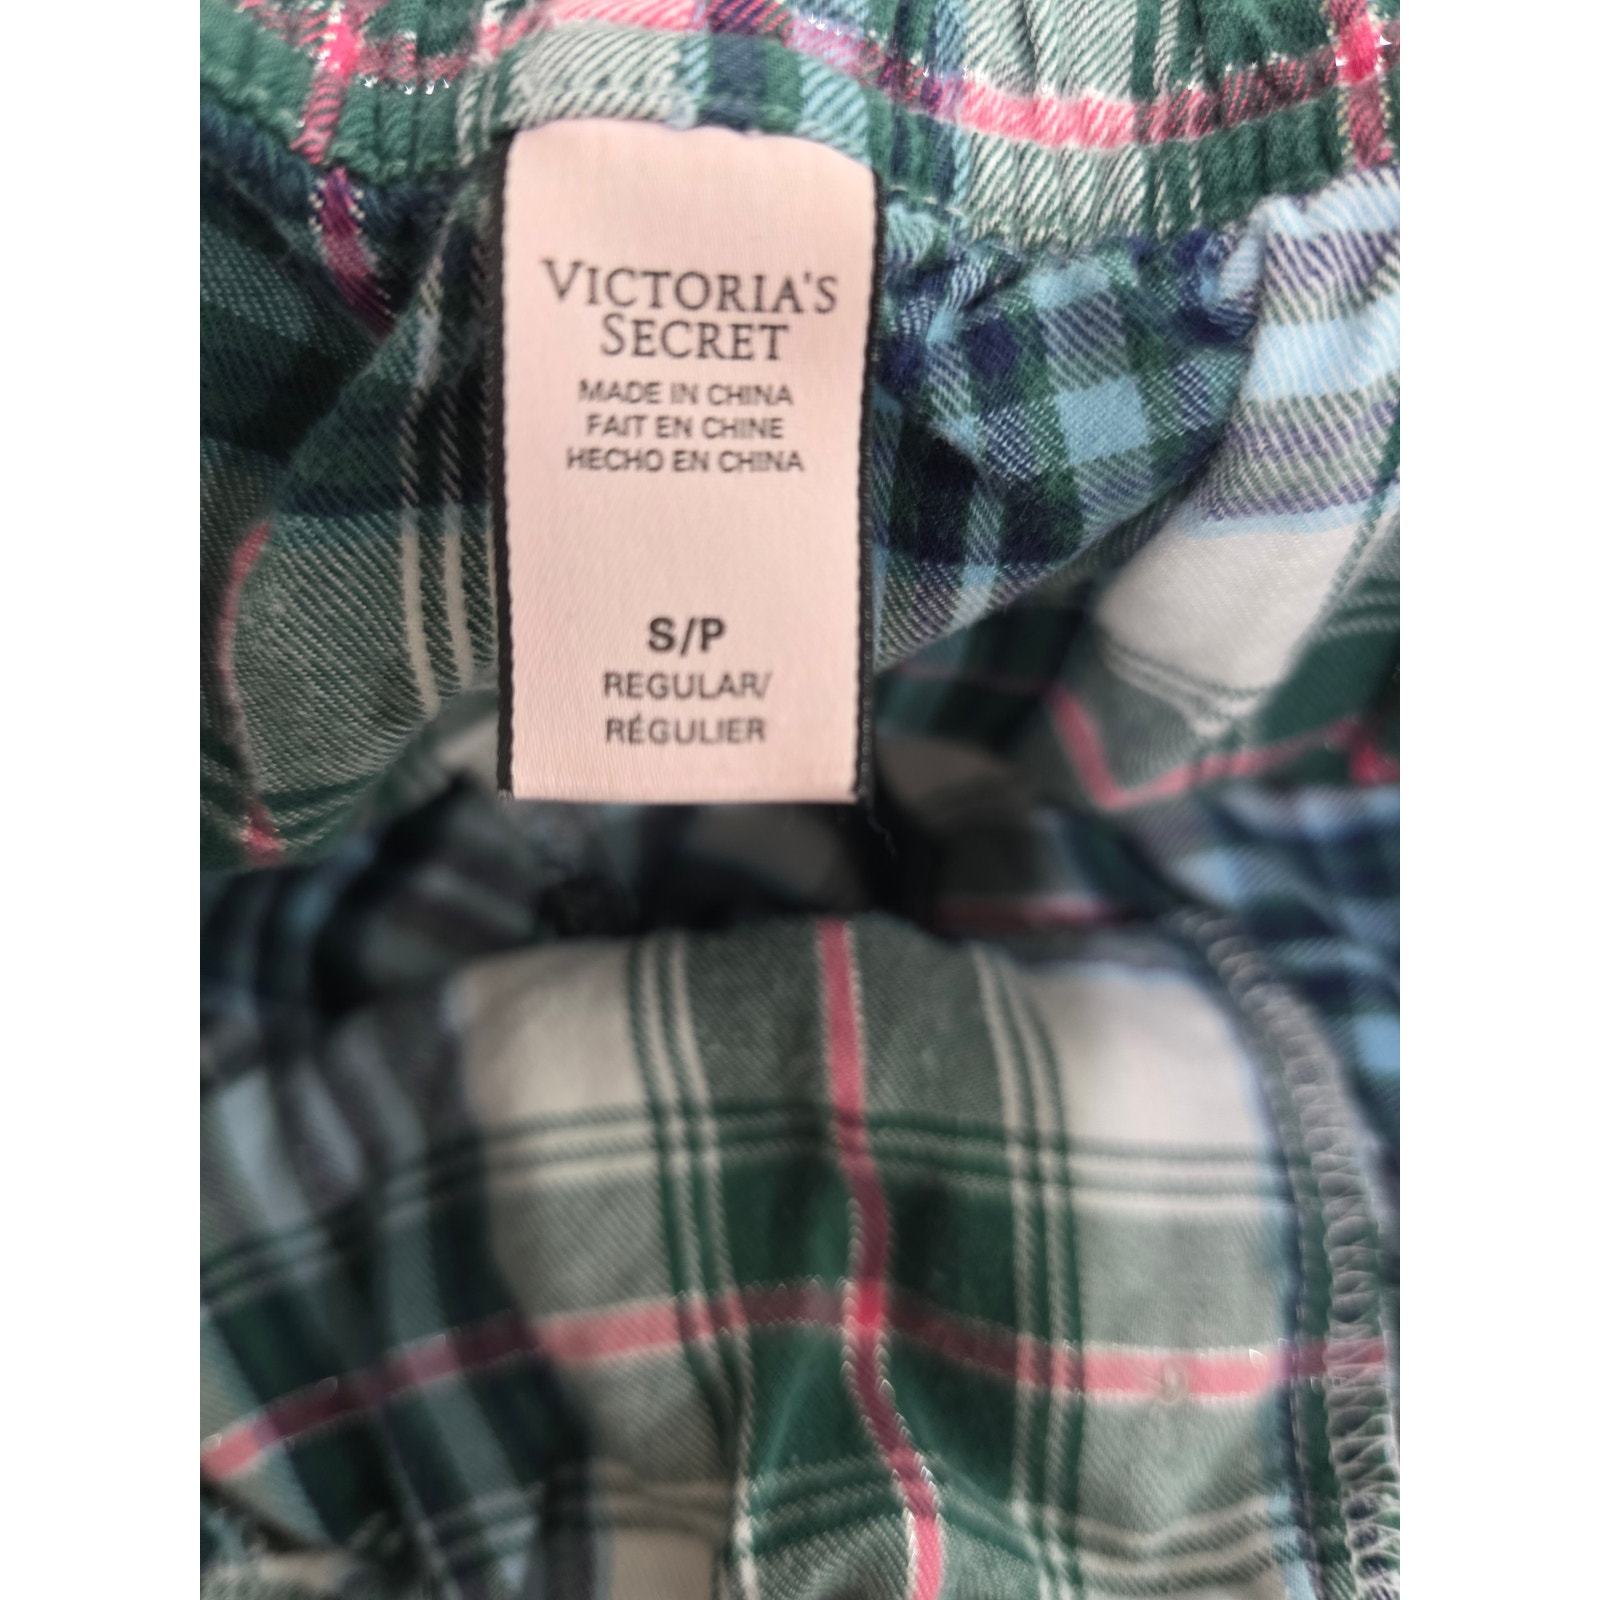 VICTORIA'S
SECRET
MADE IN CHINA
FAIT EN CHINE
HECHO EN CHINA
S/P
REGULAR/
RÉGULIER